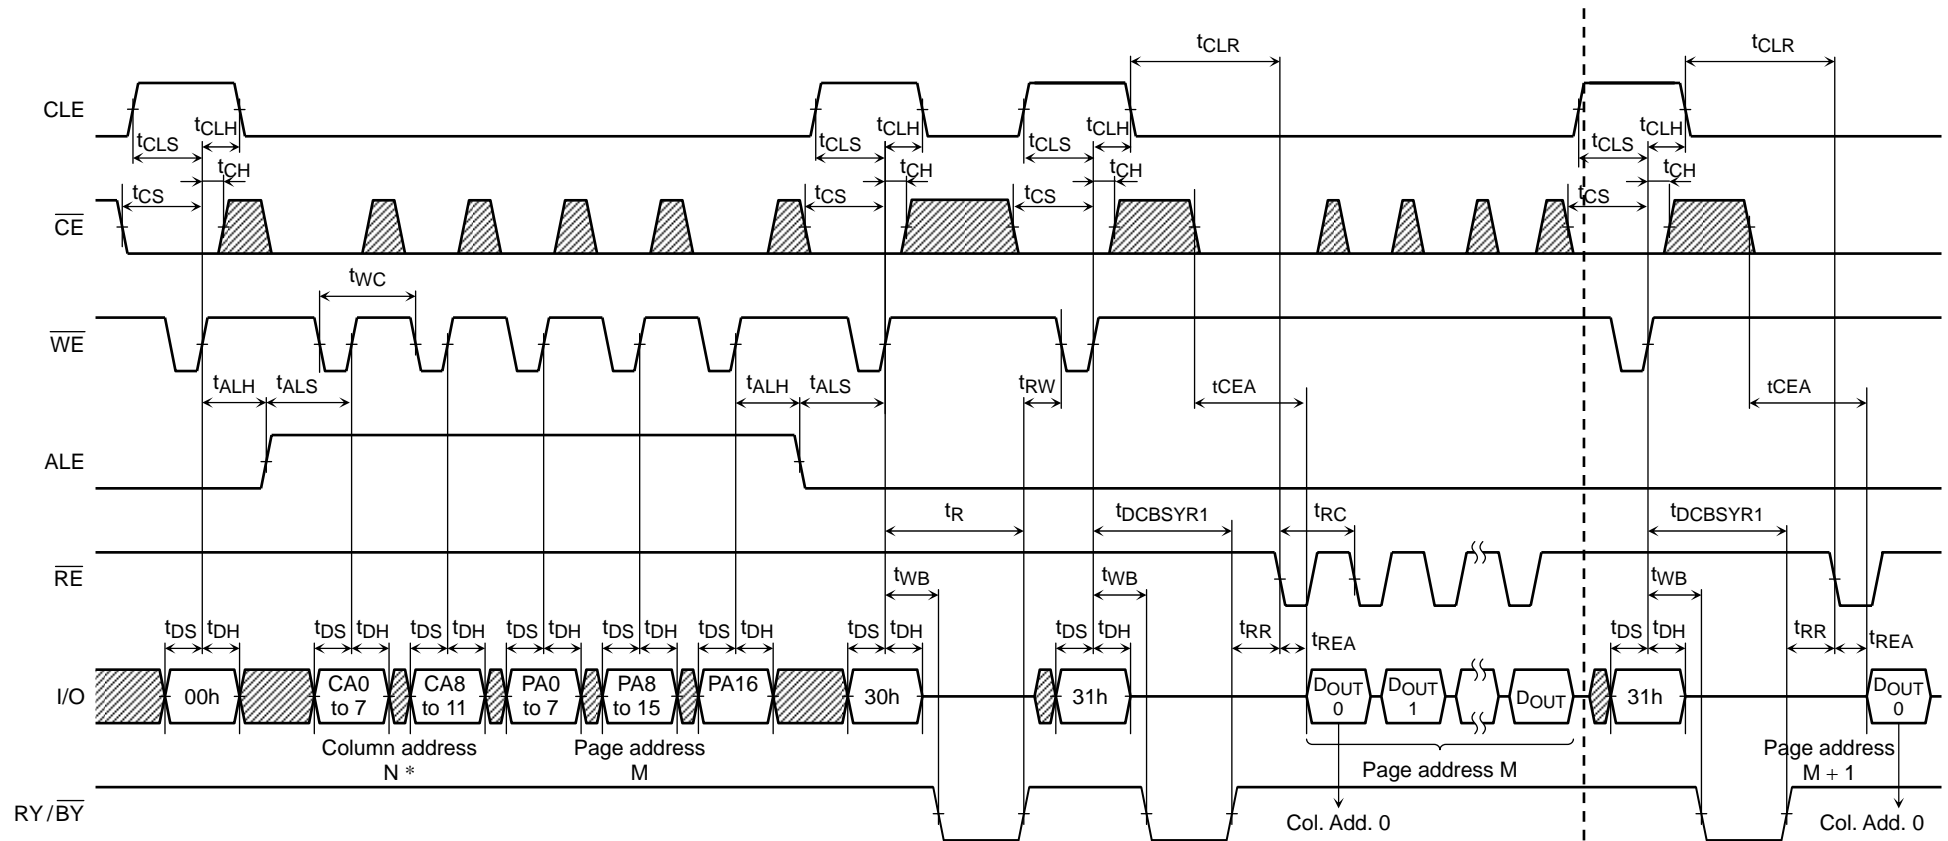 tCLR tCLR
CLE
tCLS tCLH tCLS tCLH tCLS tCLH tCLS tCLH
tCS tCH tCS tCH tCS tCH tCS tCH
CE
tWC
WE
tALH tALS tALH tALS tRW tCEA tCEA
ALE
tR tDCBSYR1 tRC tDCBSYR1
RE
tWB tWB tWB
tDS tDH tDS tDH tDS tDH tDS tDH tDS tDH tDS tDH tDS tDH tDS tDH tRR tREA tDS tDH tRR tREA
I/O
00h
CA0 to 7
CA8 to 11
PA0 to 7
PA8 to 15
PA16
30h
31h
DOUT 0
DOUT 1
DOUT
31h
DOUT 0
Column address
N *
Page address
M
Page address M
Page address
M + 1
RY/BY
Col. Add. 0
Col. Add. 0